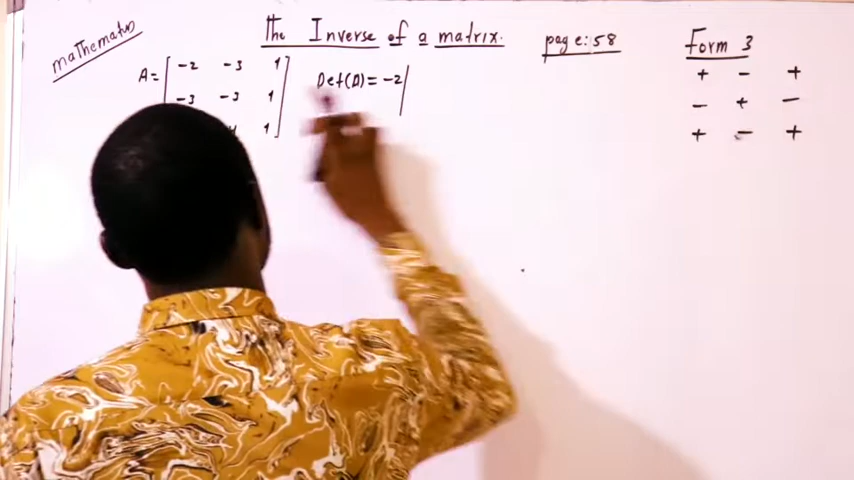 mathematics
The Inverse of a matrix.
page: 58
Form 3
A = [ -2 -3 1
-3 -3 1
1 ]
Det(A) = -2 |
+ - +
- + -
+ - +